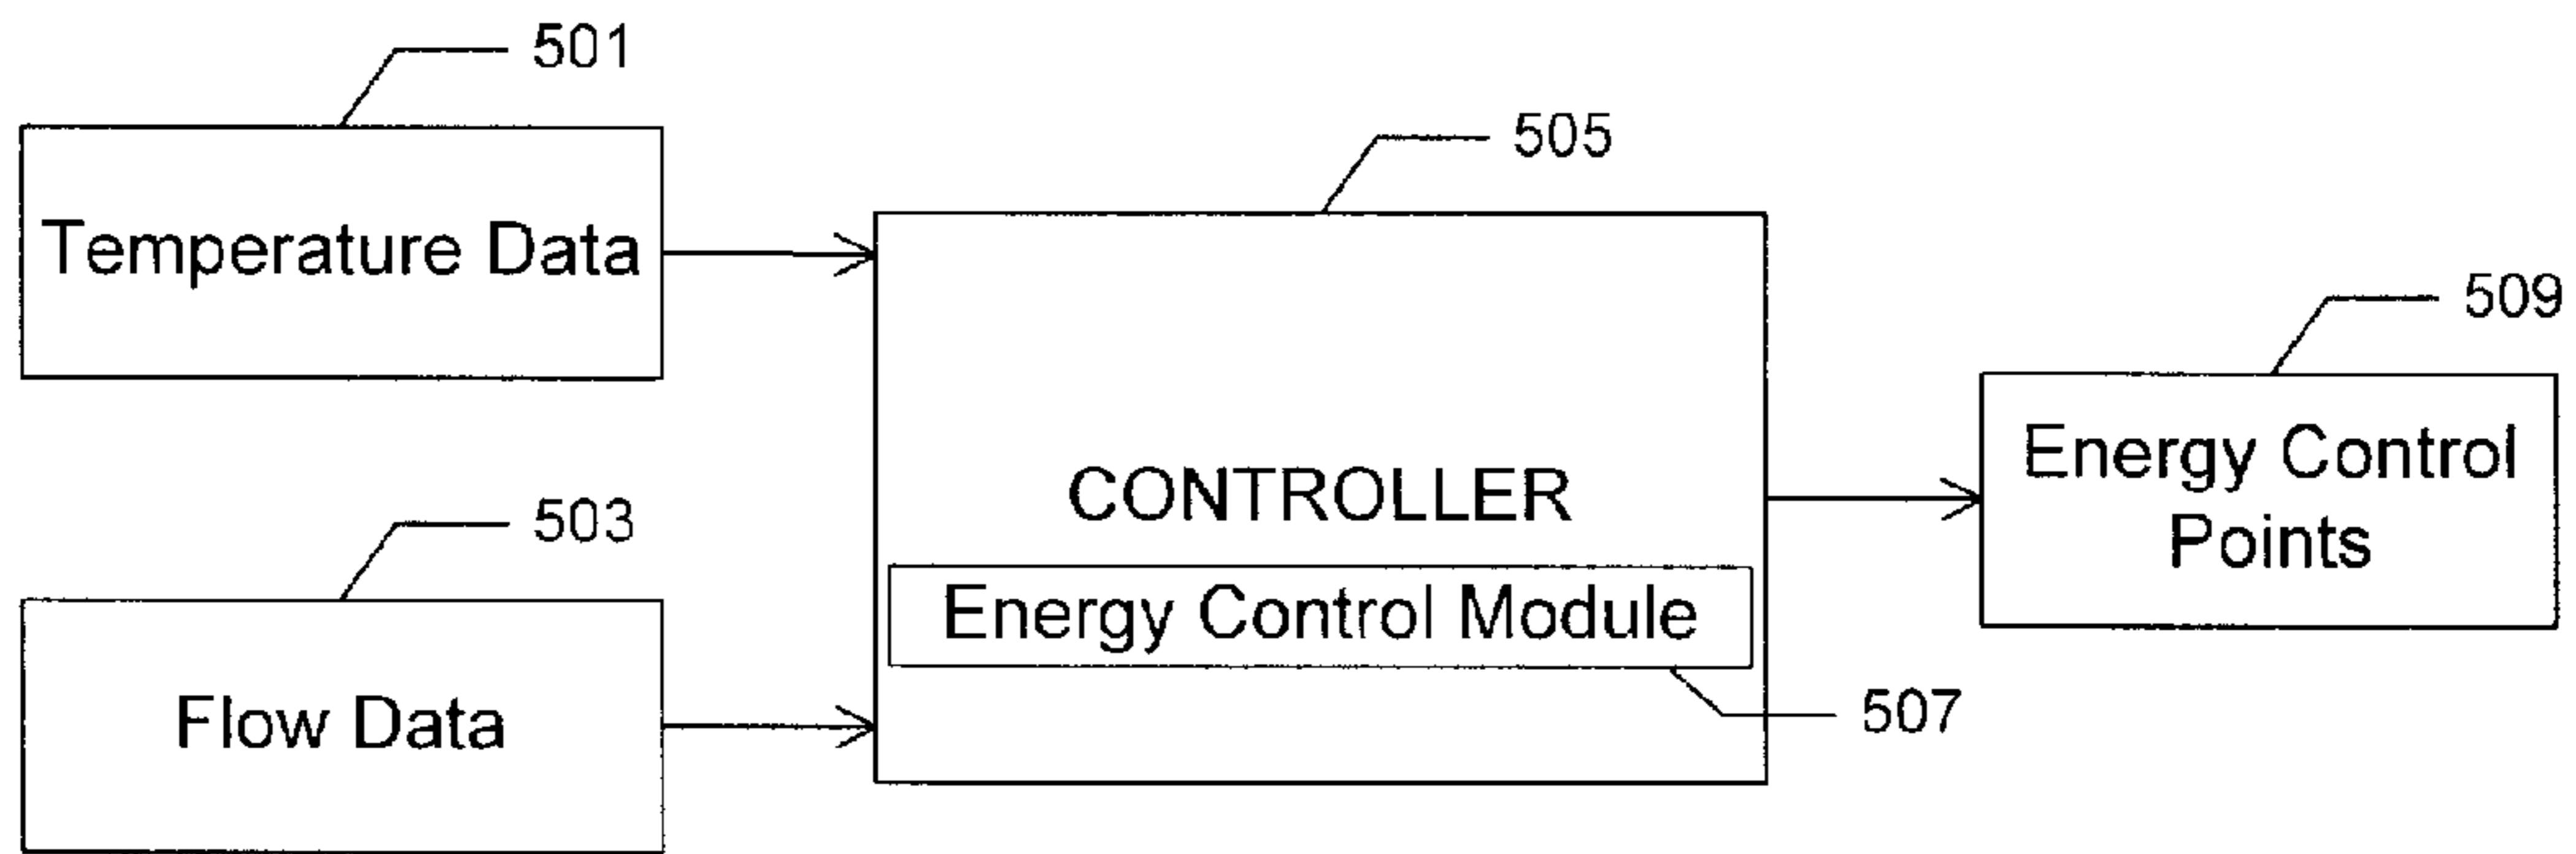 501
Temperature Data
505
CONTROLLER
Energy Control Module
507
503
Flow Data
509
Energy Control
Points